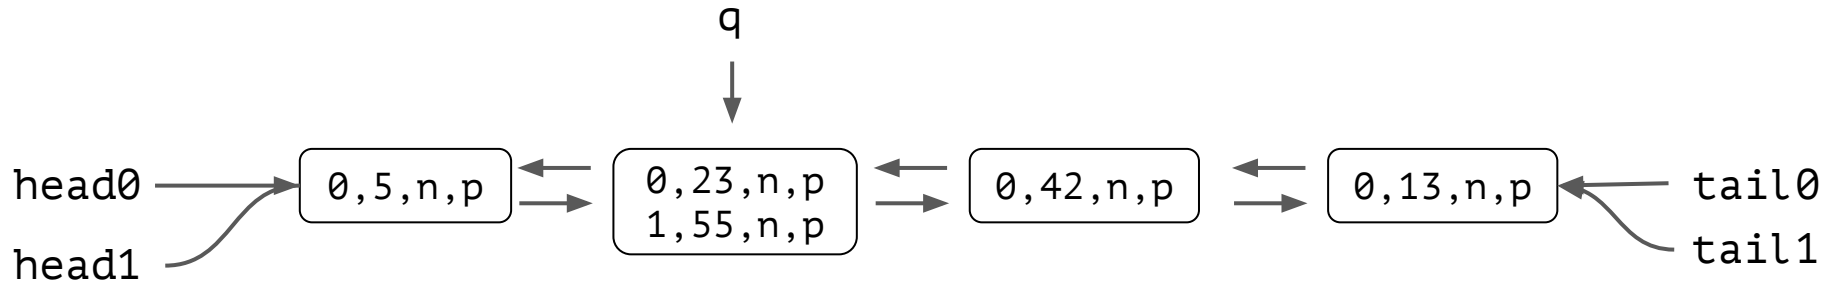 q
head0
head1
0,5,n,p
0,23,n,p
1,55,n,p
0,42,n,p
0,13,n,p
tail0
tail1